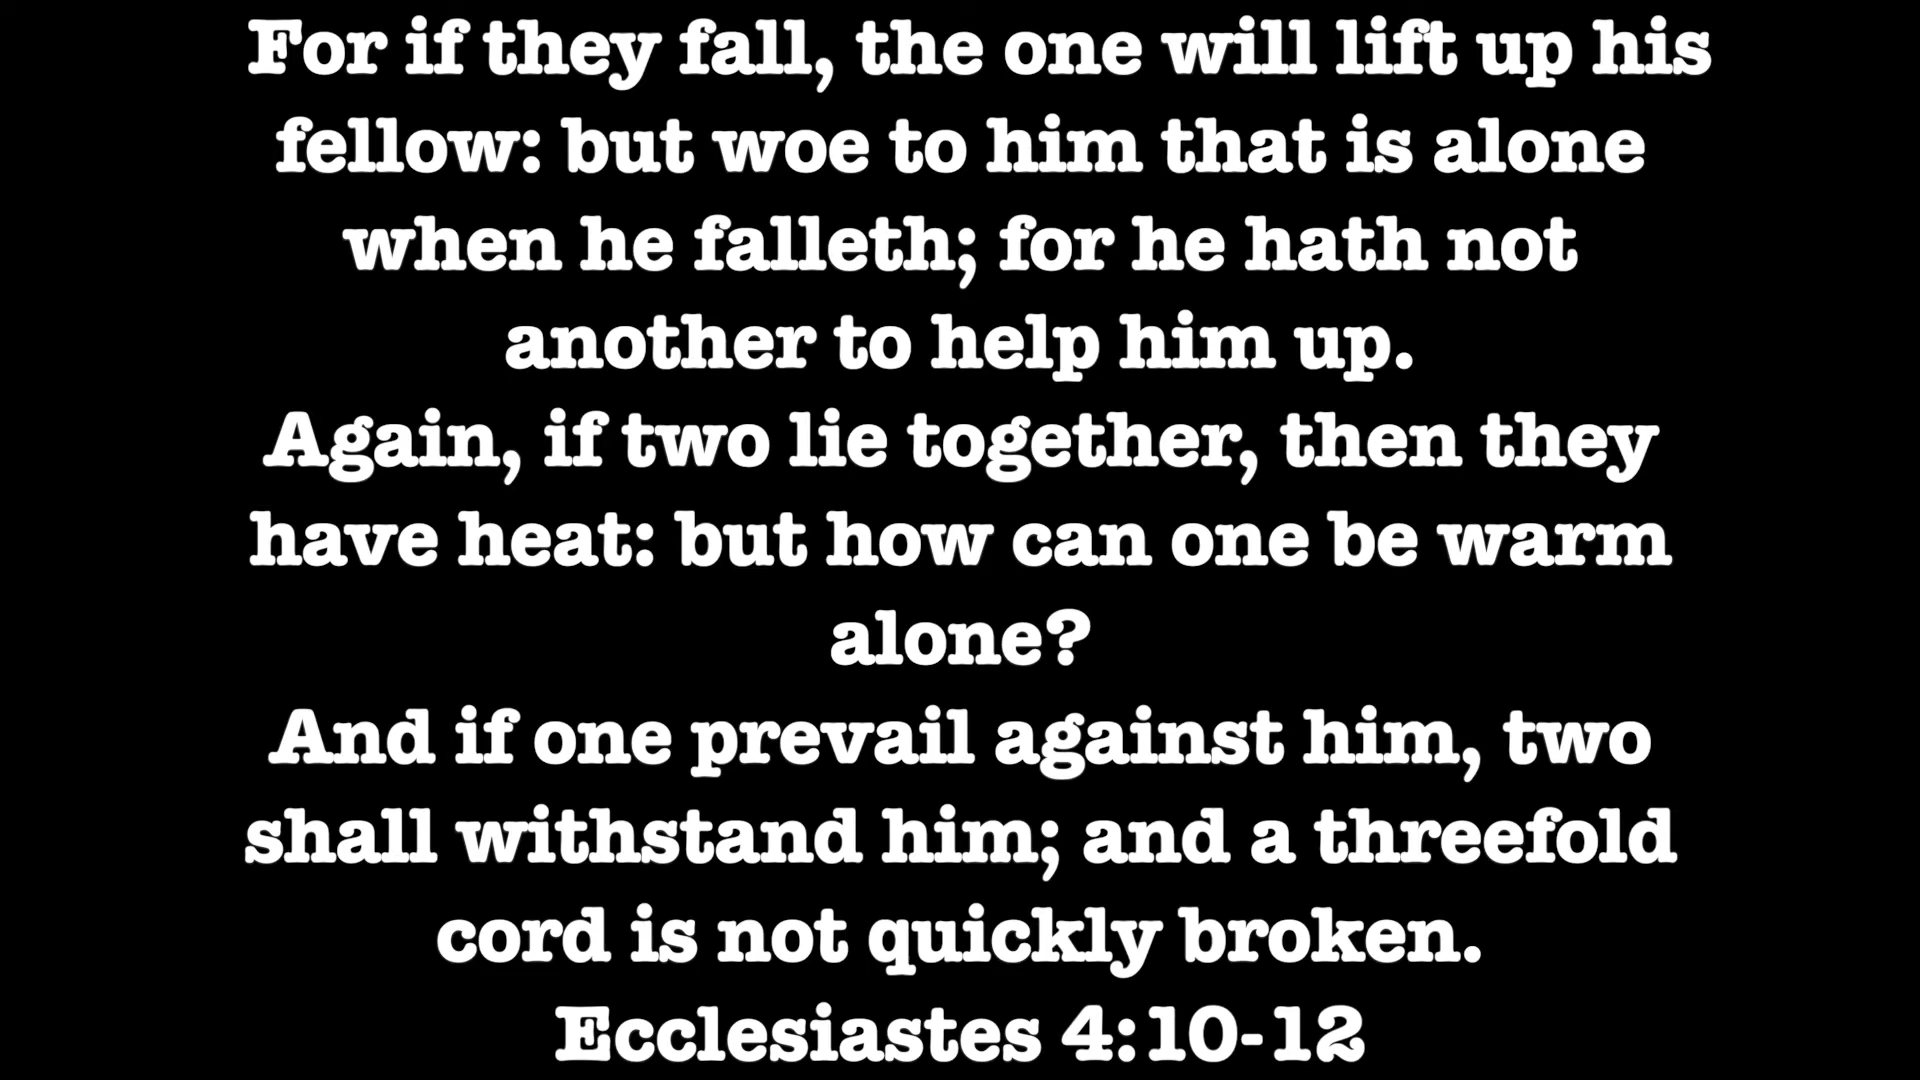 For if they fall, the one will lift up his
fellow: but woe to him that is alone
when he falleth; for he hath not
another to help him up.
Again, if two lie together, then they
have heat: but how can one be warm
alone?
And if one prevail against him, two
shall withstand him; and a threefold
cord is not quickly broken.
Ecclesiastes 4:10-12